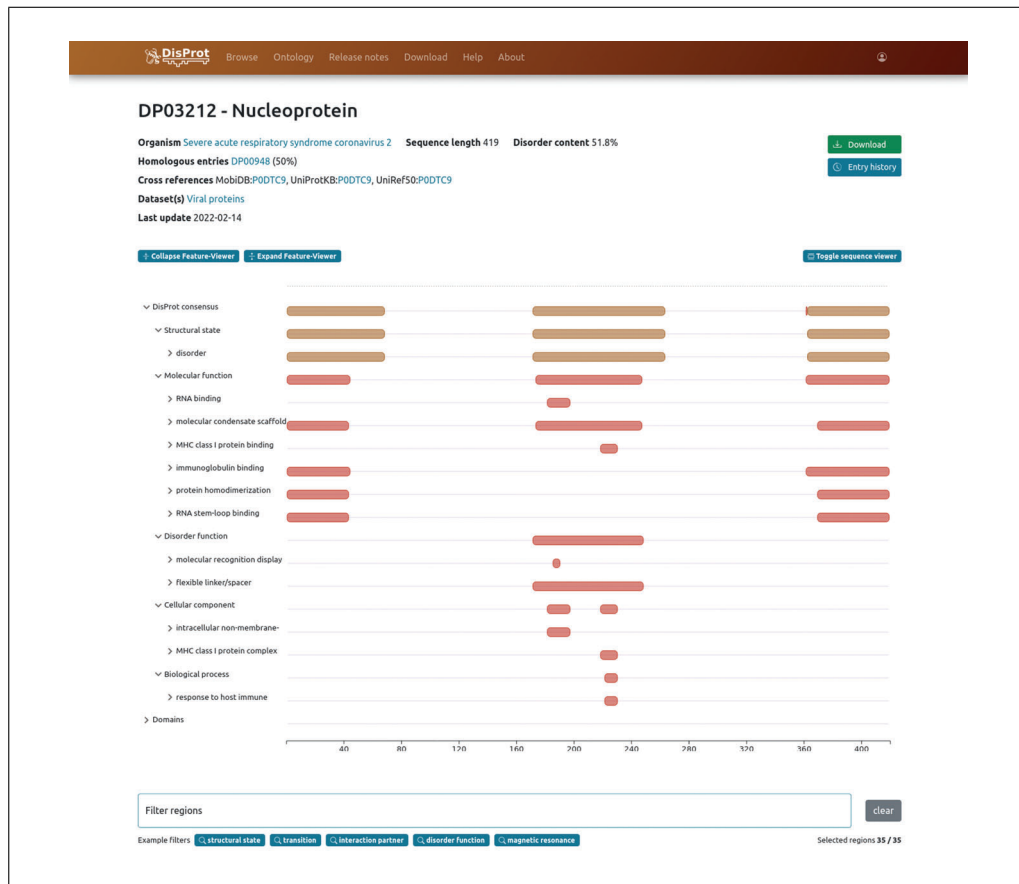 DisProt Browse Ontology Release notes Download Help About
DP03212 - Nucleoprotein
Organism Severe acute respiratory syndrome coronavirus 2 Sequence length 419 Disorder content 51.8%
Download
Homologous entries DP00948 (50%)
Entry history
Cross references MobiDB:P0DTC9, UniProtKB:P0DTC9, UniRef50:P0DTC9
Dataset(s) Viral proteins
Last update 2022-02-14
Collapse Feature-Viewer Expand Feature-Viewer Toggle sequence viewer
DisProt consensus
Structural state
disorder
Molecular function
RNA binding
molecular condensate scaffold
MHC class I protein binding
immunoglobulin binding
protein homodimerization
RNA stem-loop binding
Disorder function
molecular recognition display
flexible linker/spacer
Cellular component
intracellular non-membrane-
MHC class I protein complex
Biological process
response to host immune
Domains
40 80 120 160 200 240 280 320 360 400
Filter regions clear
Example filters structural state transition interaction partner disorder function magnetic resonance Selected regions 35 / 35